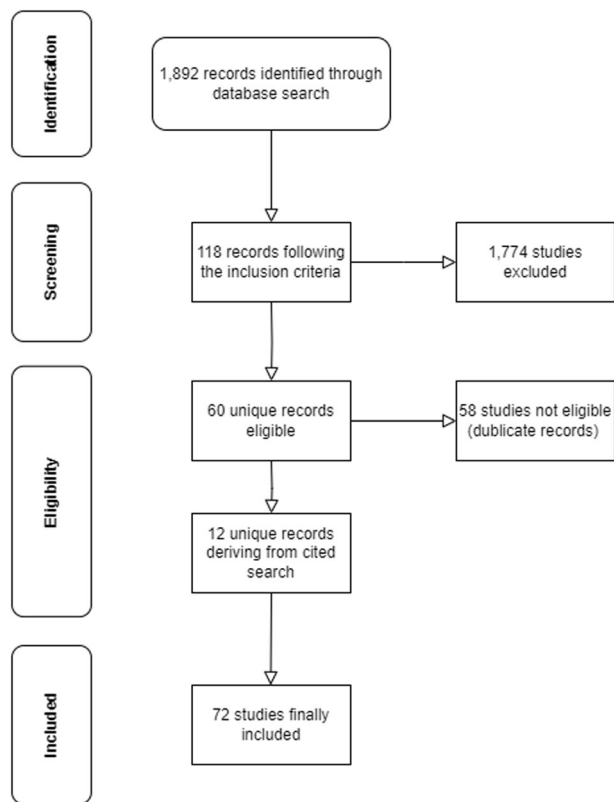 Identification
1,892 records identified through
database search
Screening
118 records following
the inclusion criteria
1,774 studies
excluded
Eligibility
60 unique records
eligible
58 studies not eligible
(dublicate records)
12 unique records
deriving from cited
search
Included
72 studies finally
included